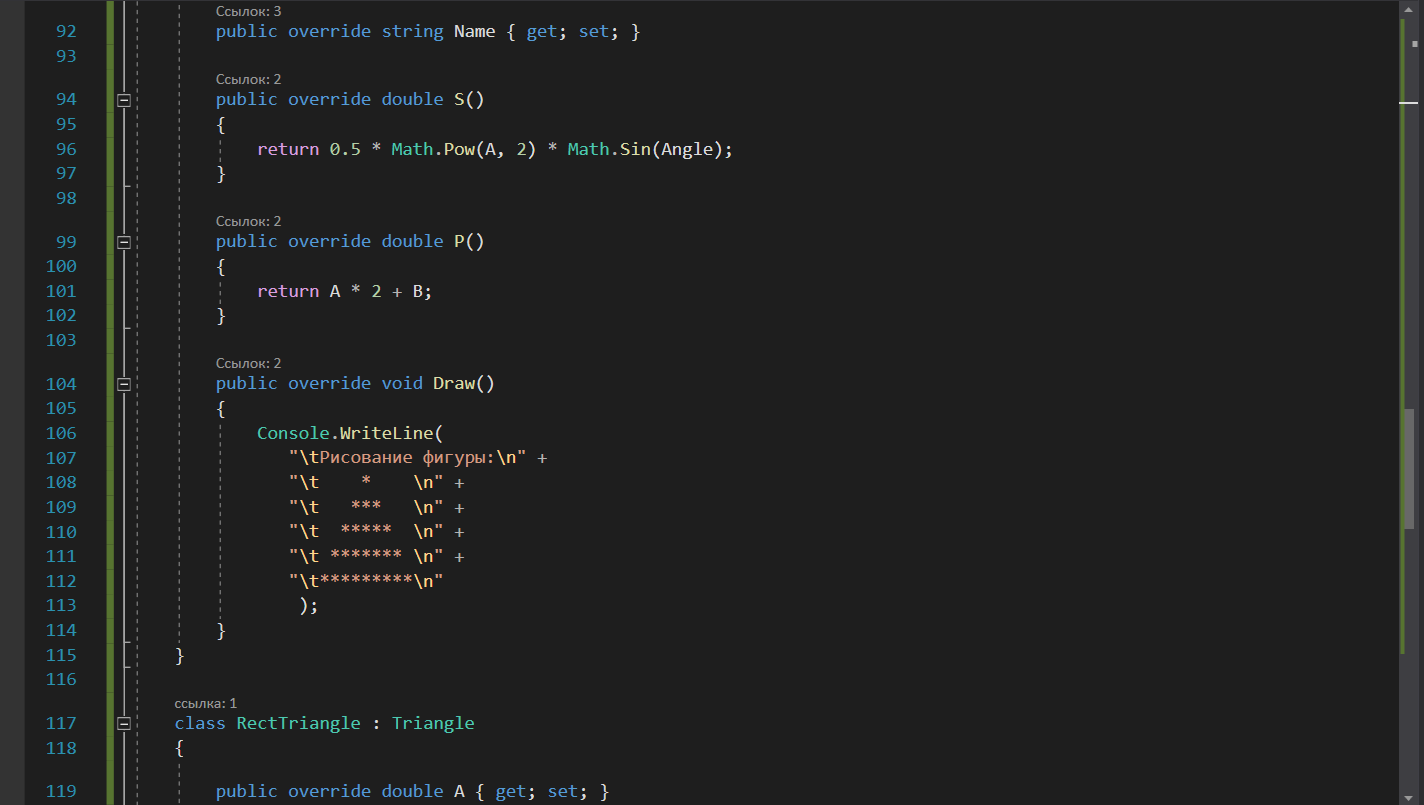 Ссылок: 3
92 public override string Name { get; set; }
93
Ссылок: 2
94 public override double S()
95 {
96 return 0.5 * Math.Pow(A, 2) * Math.Sin(Angle);
97 }
98
Ссылок: 2
99 public override double P()
100 {
101 return A * 2 + B;
102 }
103
Ссылок: 2
104 public override void Draw()
105 {
106 Console.WriteLine(
107 "\tРисование фигуры:\n" +
108 "\t    *    \n" +
109 "\t   ***   \n" +
110 "\t  *****  \n" +
111 "\t ******* \n" +
112 "\t*********\n"
113 );
114 }
115 }
116
ссылка: 1
117 class RectTriangle : Triangle
118 {
119 public override double A { get; set; }